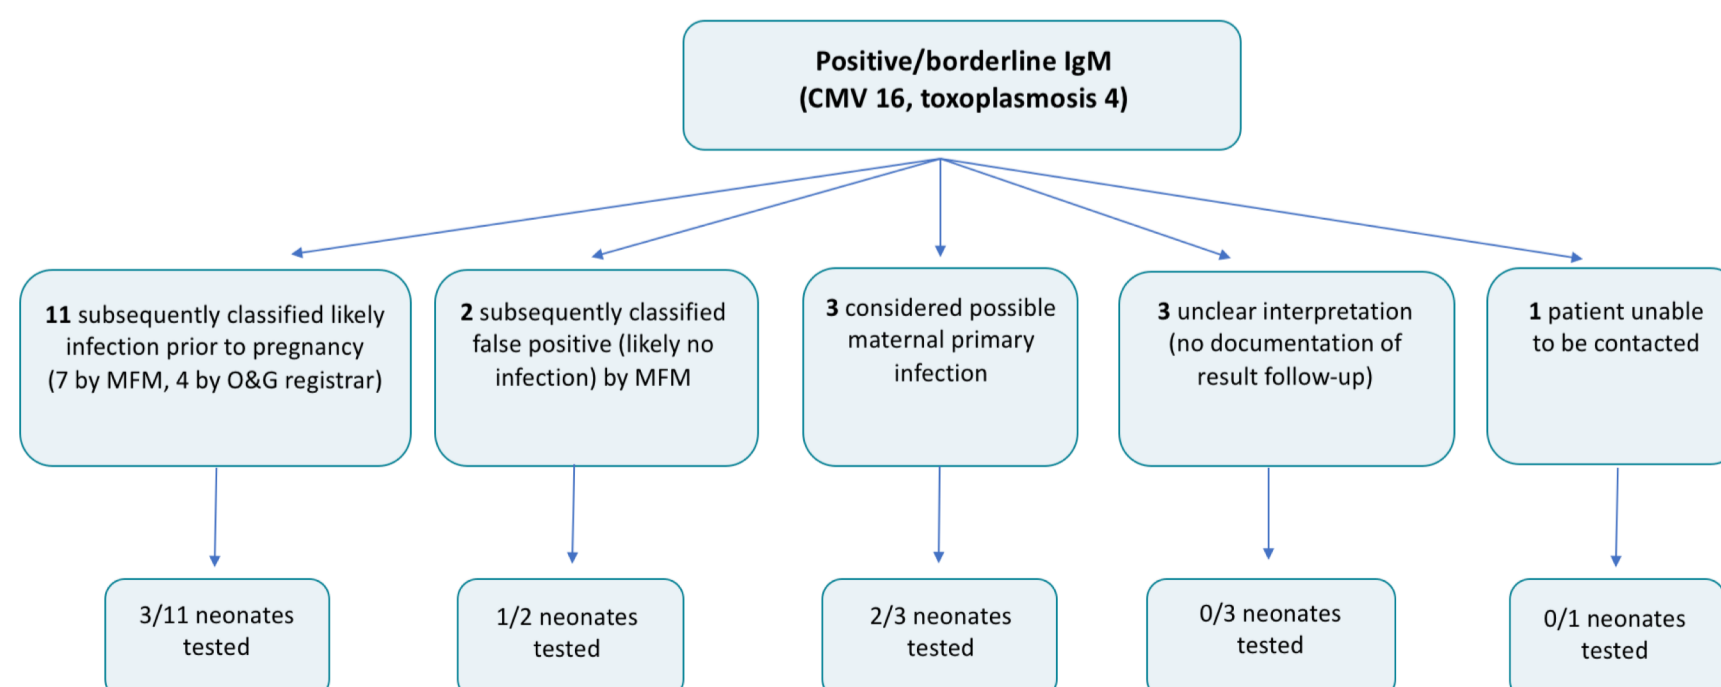 Positive/borderline IgM
(CMV 16, toxoplasmosis 4)
11 subsequently classified likely
infection prior to pregnancy
(7 by MFM, 4 by O&G registrar)
2 subsequently classified
false positive (likely no
infection) by MFM
3 considered possible
maternal primary
infection
3 unclear interpretation
(no documentation of
result follow-up)
1 patient unable
to be contacted
3/11 neonates
tested
1/2 neonates
tested
2/3 neonates
tested
0/3 neonates
tested
0/1 neonates
tested